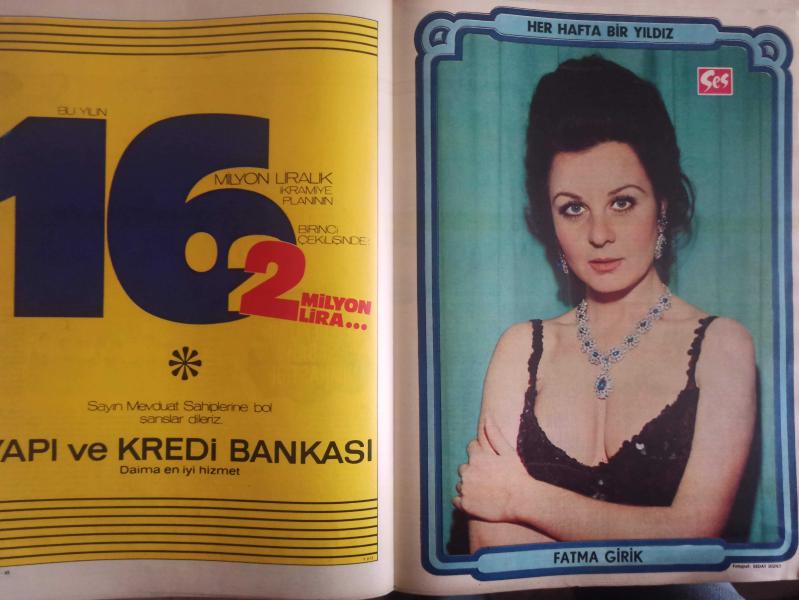 BU YILIN
16
MİLYON LİRALIK
İKRAMİYE
PLANININ
BİRİNCİ
ÇEKİLİŞİNDE:
2 MİLYON
LİRA...
*
Sayın Mevduat Sahiplerine bol
şanslar dileriz.
YAPI ve KREDİ BANKASI
Daima en iyi hizmet
HER HAFTA BİR YILDIZ
Ses
FATMA GİRİK